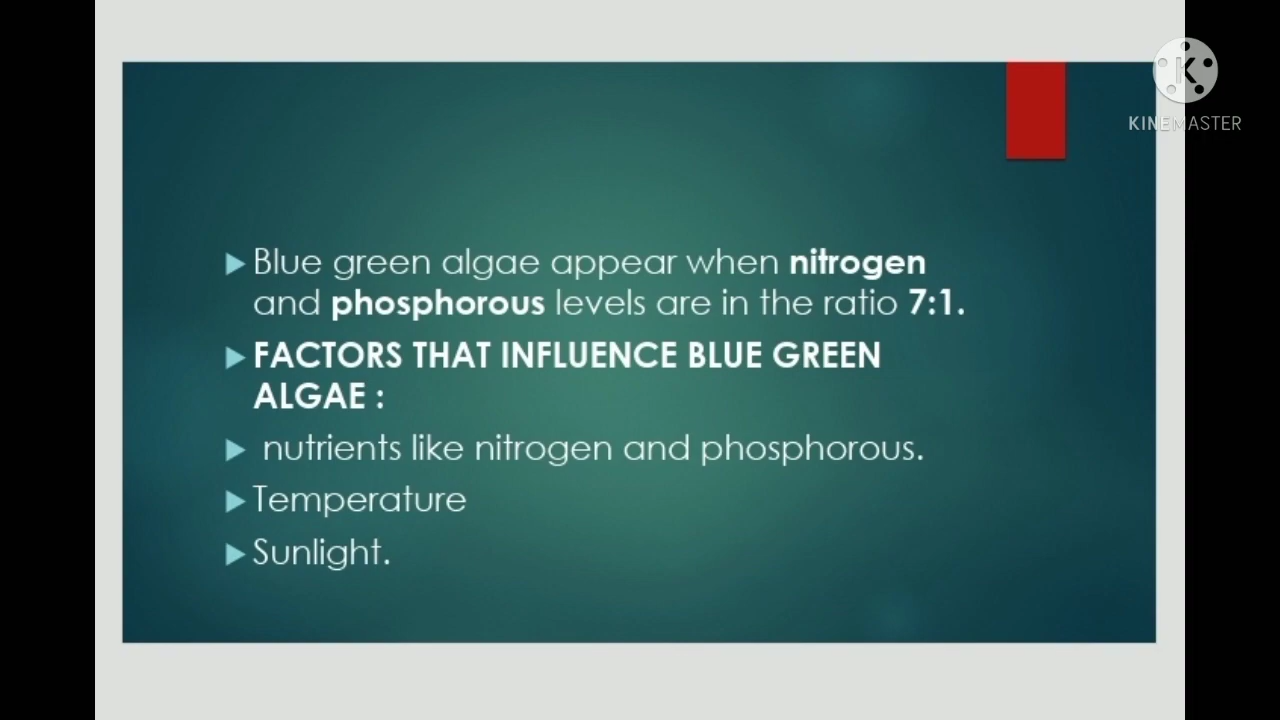 KINEMASTER
Blue green algae appear when nitrogen
and phosphorous levels are in the ratio 7:1.
FACTORS THAT INFLUENCE BLUE GREEN
ALGAE :
nutrients like nitrogen and phosphorous.
Temperature
Sunlight.